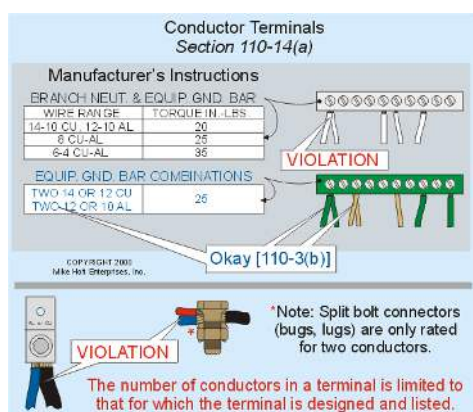 Conductor Terminals
Section 110-14(a)
Manufacturer's Instructions
BRANCH NEUT. & EQUIP. GND. BAR
WIRE RANGE TORQUE IN.-LBS.
14-10 CU, 12-10 AL 20
8 CU-AL 25
6-4 CU-AL 35
VIOLATION
EQUIP. GND. BAR COMBINATIONS
TWO 14 OR 12 CU
TWO 12 OR 10 AL
25
Okay [110-3(b)]
COPYRIGHT 2000
Mike Holt Enterprises, Inc.
VIOLATION
*
*Note: Split bolt connectors
(bugs, lugs) are only rated
for two conductors.
The number of conductors in a terminal is limited to
that for which the terminal is designed and listed.